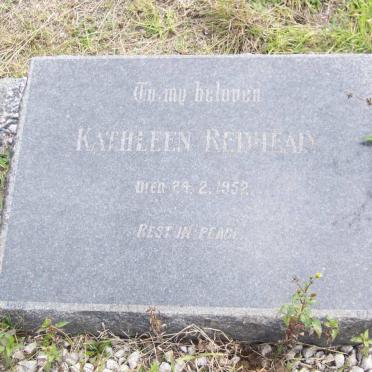 To my beloved
KATHLEEN REDHEAD
DIED 24.2.1952.
REST IN PEACE